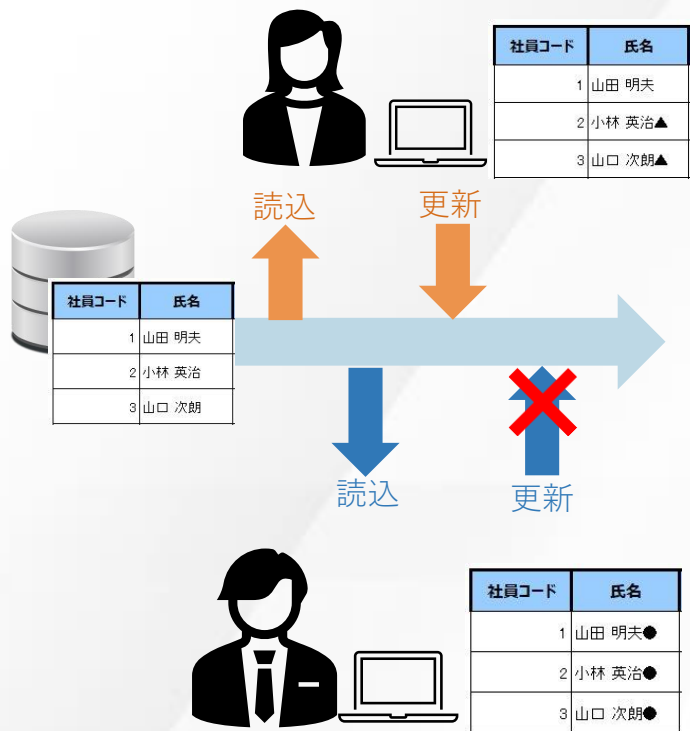 社員コード 氏名
1 山田 明夫
2 小林 英治▲
3 山口 次朗▲
読込 更新
社員コード 氏名
1 山田 明夫
2 小林 英治
3 山口 次朗
読込 更新
社員コード 氏名
1 山田 明夫●
2 小林 英治●
3 山口 次朗●